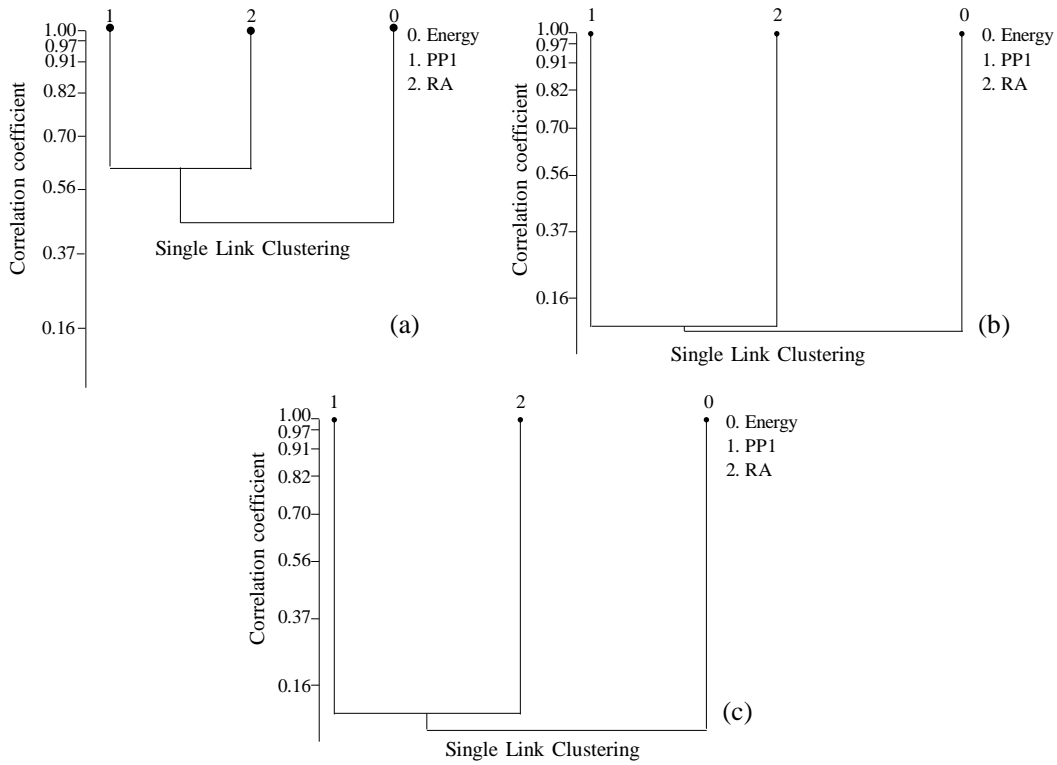 1 2 0
1.00
0.97
0.91
0.82
0.70
0.56
0.37
0.16
Correlation coefficient
0. Energy
1. PP1
2. RA
Single Link Clustering
(a)
1 2 0
1.00
0.97
0.91
0.82
0.70
0.56
0.37
0.16
Correlation coefficient
0. Energy
1. PP1
2. RA
(b)
Single Link Clustering
1 2 0
1.00
0.97
0.91
0.82
0.70
0.56
0.37
0.16
Correlation coefficient
0. Energy
1. PP1
2. RA
(c)
Single Link Clustering